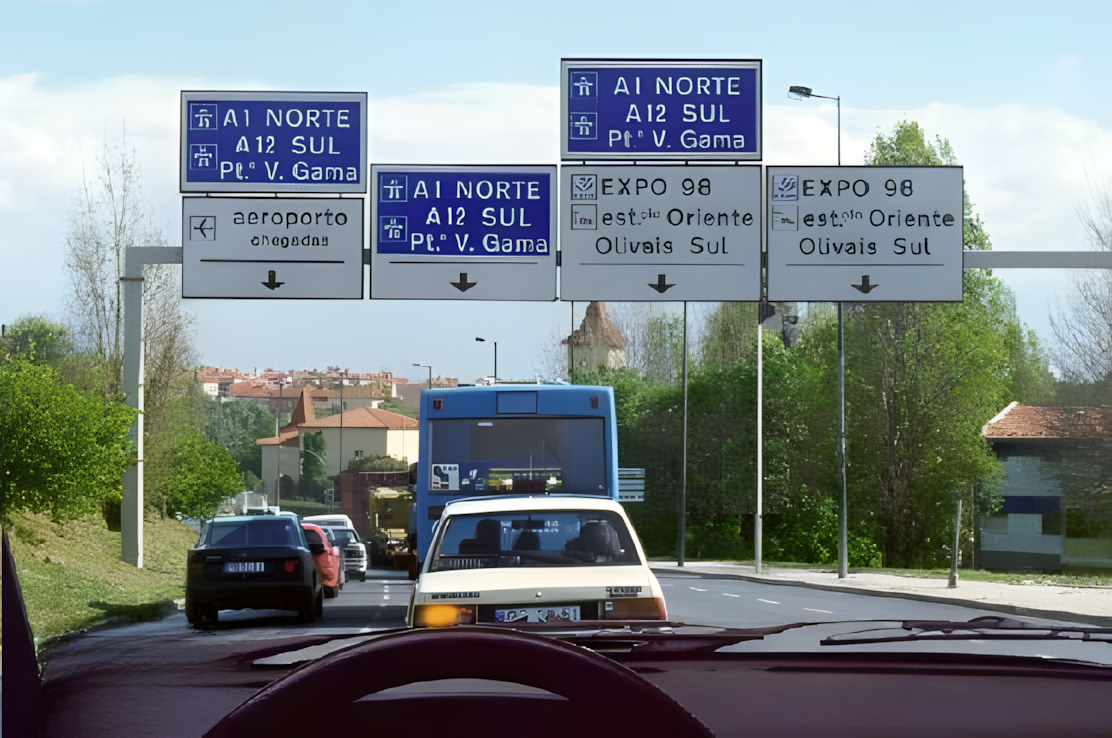 A1 NORTE
A12 SUL
Pt.ª V. Gama
aeroporto
chegadas
A1 NORTE
A12 SUL
Pt.ª V. Gama
A1 NORTE
A12 SUL
Pt.ª V. Gama
EXPO 98
est.ção Oriente
Olivais Sul
EXPO 98
est.ção Oriente
Olivais Sul